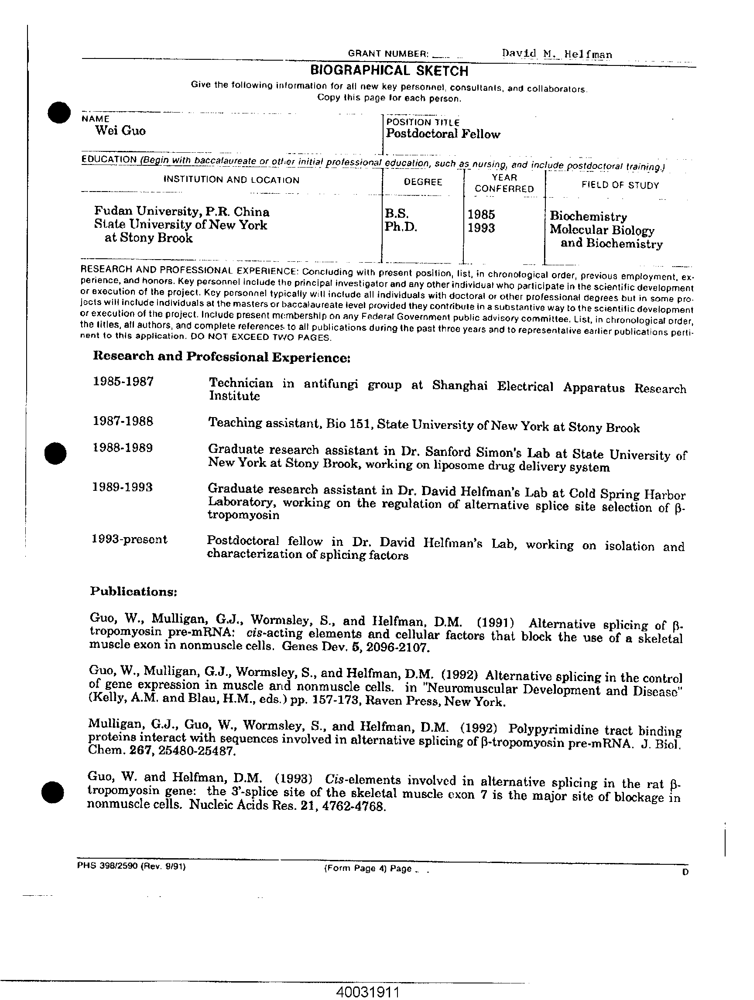 GRANT NUMBER: David M. Helfman
BIOGRAPHICAL SKETCH
Give the following information for all new key personnel, consultants, and collaborators.
Copy this page for each person.
NAME
Wei Guo
POSITION TITLE
Postdoctoral Fellow
EDUCATION (Begin with baccalaureate or other initial professional education, such as nursing, and include postdoctoral training.)
INSTITUTION AND LOCATION DEGREE YEAR CONFERRED FIELD OF STUDY
Fudan University, P.R. China B.S. 1985 Biochemistry
State University of New York Ph.D. 1993 Molecular Biology
at Stony Brook and Biochemistry
RESEARCH AND PROFESSIONAL EXPERIENCE: Concluding with present position, list, in chronological order, previous employment, ex-
perience, and honors. Key personnel include the principal investigator and any other individual who participate in the scientific development
or execution of the project. Key personnel typically will include all individuals with doctoral or other professional degrees but in some pro-
jects will include individuals at the masters or baccalaureate level provided they contribute in a substantive way to the scientific development
or execution of the project. Include present membership on any Federal Government public advisory committee. List, in chronological order,
the titles, all authors, and complete references to all publications during the past three years and to representative earlier publications perti-
nent to this application. DO NOT EXCEED TWO PAGES.
Research and Professional Experience:
1985-1987 Technician in antifungi group at Shanghai Electrical Apparatus Research
Institute
1987-1988 Teaching assistant, Bio 151, State University of New York at Stony Brook
1988-1989 Graduate research assistant in Dr. Sanford Simon's Lab at State University of
New York at Stony Brook, working on liposome drug delivery system
1989-1993 Graduate research assistant in Dr. David Helfman's Lab at Cold Spring Harbor
Laboratory, working on the regulation of alternative splice site selection of β-
tropomyosin
1993-present Postdoctoral fellow in Dr. David Helfman's Lab, working on isolation and
characterization of splicing factors
Publications:
Guo, W., Mulligan, G.J., Wormsley, S., and Helfman, D.M. (1991) Alternative splicing of β-
tropomyosin pre-mRNA: cis-acting elements and cellular factors that block the use of a skeletal
muscle exon in nonmuscle cells. Genes Dev. 5, 2096-2107.
Guo, W., Mulligan, G.J., Wormsley, S., and Helfman, D.M. (1992) Alternative splicing in the control
of gene expression in muscle and nonmuscle cells. in "Neuromuscular Development and Disease"
(Kelly, A.M. and Blau, H.M., eds.) pp. 157-173, Raven Press, New York.
Mulligan, G.J., Guo, W., Wormsley, S., and Helfman, D.M. (1992) Polypyrimidine tract binding
proteins interact with sequences involved in alternative splicing of β-tropomyosin pre-mRNA. J. Biol.
Chem. 267, 25480-25487.
Guo, W. and Helfman, D.M. (1993) Cis-elements involved in alternative splicing in the rat β-
tropomyosin gene: the 3'-splice site of the skeletal muscle exon 7 is the major site of blockage in
nonmuscle cells. Nucleic Acids Res. 21, 4762-4768.
PHS 398/2590 (Rev. 9/91) (Form Page 4) Page D
40031911